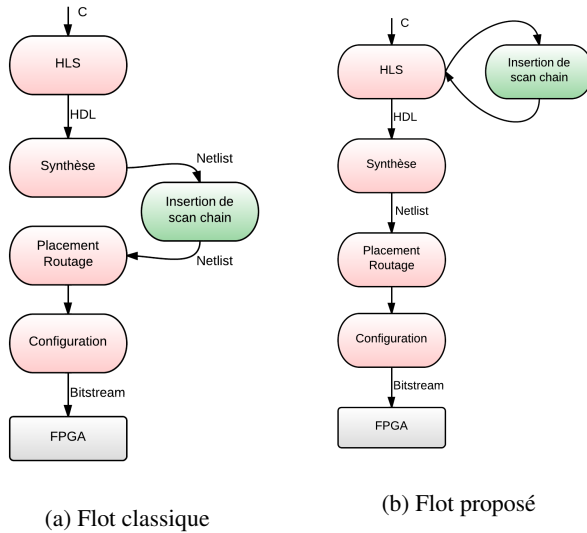 C
HLS
HDL
Synthèse
Netlist
Insertion de
scan chain
Netlist
Placement
Routage
Configuration
Bitstream
FPGA
(a) Flot classique
C
HLS
Insertion de
scan chain
HDL
Synthèse
Netlist
Placement
Routage
Configuration
Bitstream
FPGA
(b) Flot proposé